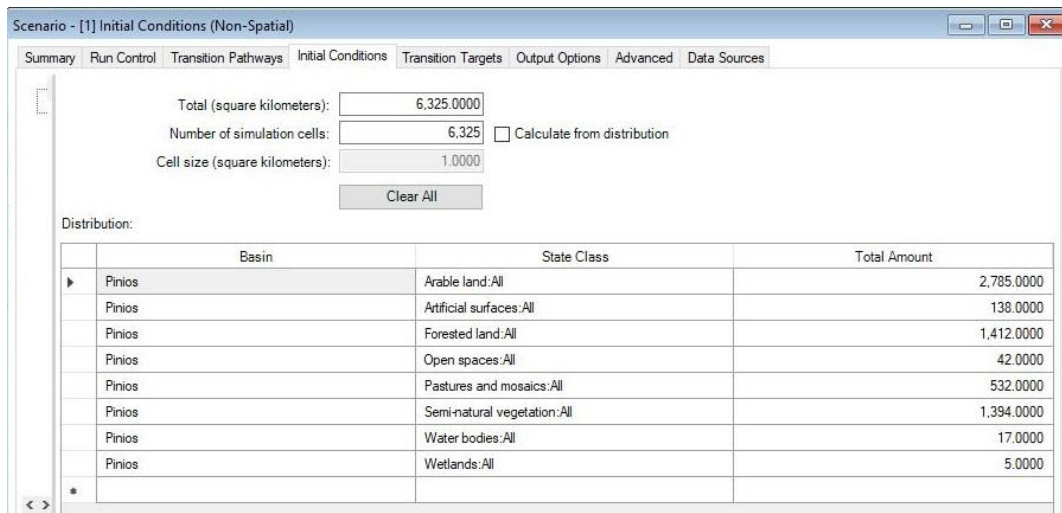 Scenario - [1] Initial Conditions (Non-Spatial)
Summary Run Control Transition Pathways Initial Conditions Transition Targets Output Options Advanced Data Sources
Total (square kilometers): 6,325.0000
Number of simulation cells: 6,325 Calculate from distribution
Cell size (square kilometers): 1.0000
Clear All
Distribution:
Basin State Class Total Amount
Pinios Arable land:All 2,785.0000
Pinios Artificial surfaces:All 138.0000
Pinios Forested land:All 1,412.0000
Pinios Open spaces:All 42.0000
Pinios Pastures and mosaics:All 532.0000
Pinios Semi-natural vegetation:All 1,394.0000
Pinios Water bodies:All 17.0000
Pinios Wetlands:All 5.0000